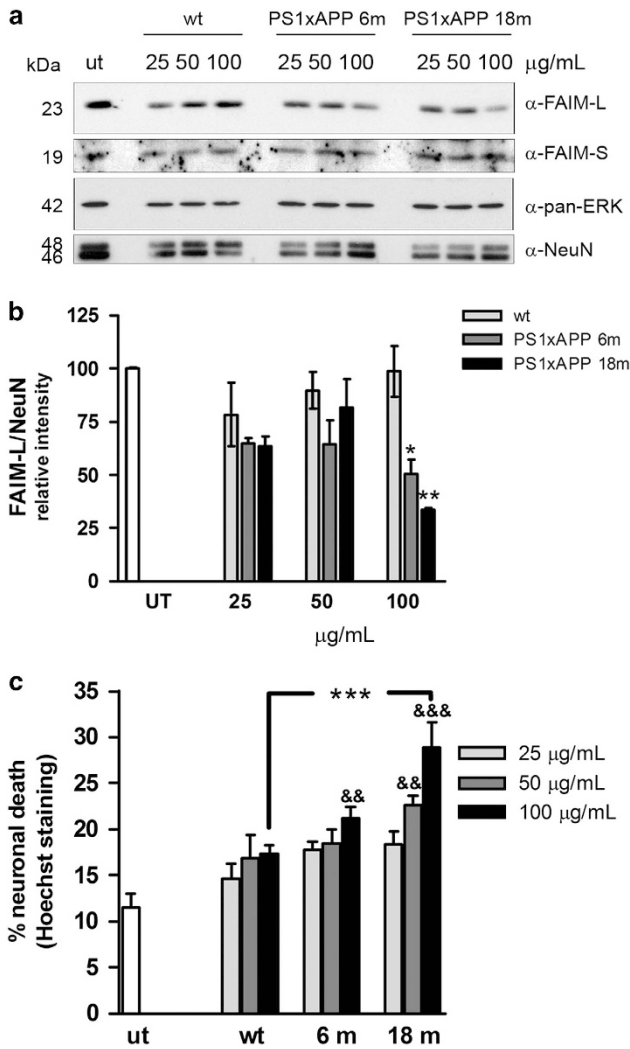 a
wt PS1xAPP 6m PS1xAPP 18m
kDa ut 25 50 100 25 50 100 25 50 100 μg/mL
23 α-FAIM-L
19 α-FAIM-S
42 α-pan-ERK
48
46 α-NeuN
b
125
100
75
50
25
0
FAIM-L/NeuN
relative intensity
wt
PS1xAPP 6m
PS1xAPP 18m
*
**
UT 25 50 100
μg/mL
c
35
30
25
20
15
10
5
0
% neuronal death
(Hoechst staining)
***
&&&
&&
&&
25 μg/mL
50 μg/mL
100 μg/mL
ut wt 6 m 18 m